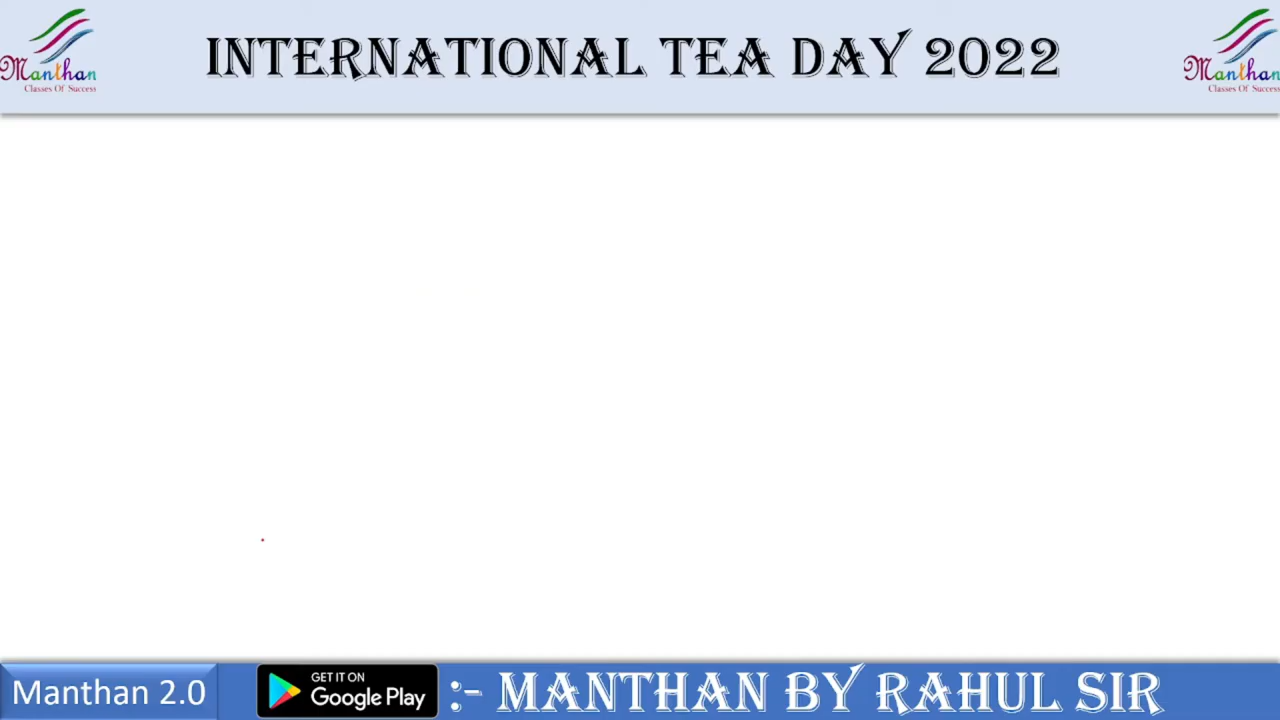 INTERNATIONAL TEA DAY 2022
Manthan
Classes Of Success
Manthan
Classes Of Success
Manthan 2.0
GET IT ON
Google Play
:- MANTHAN BY RAHUL SIR